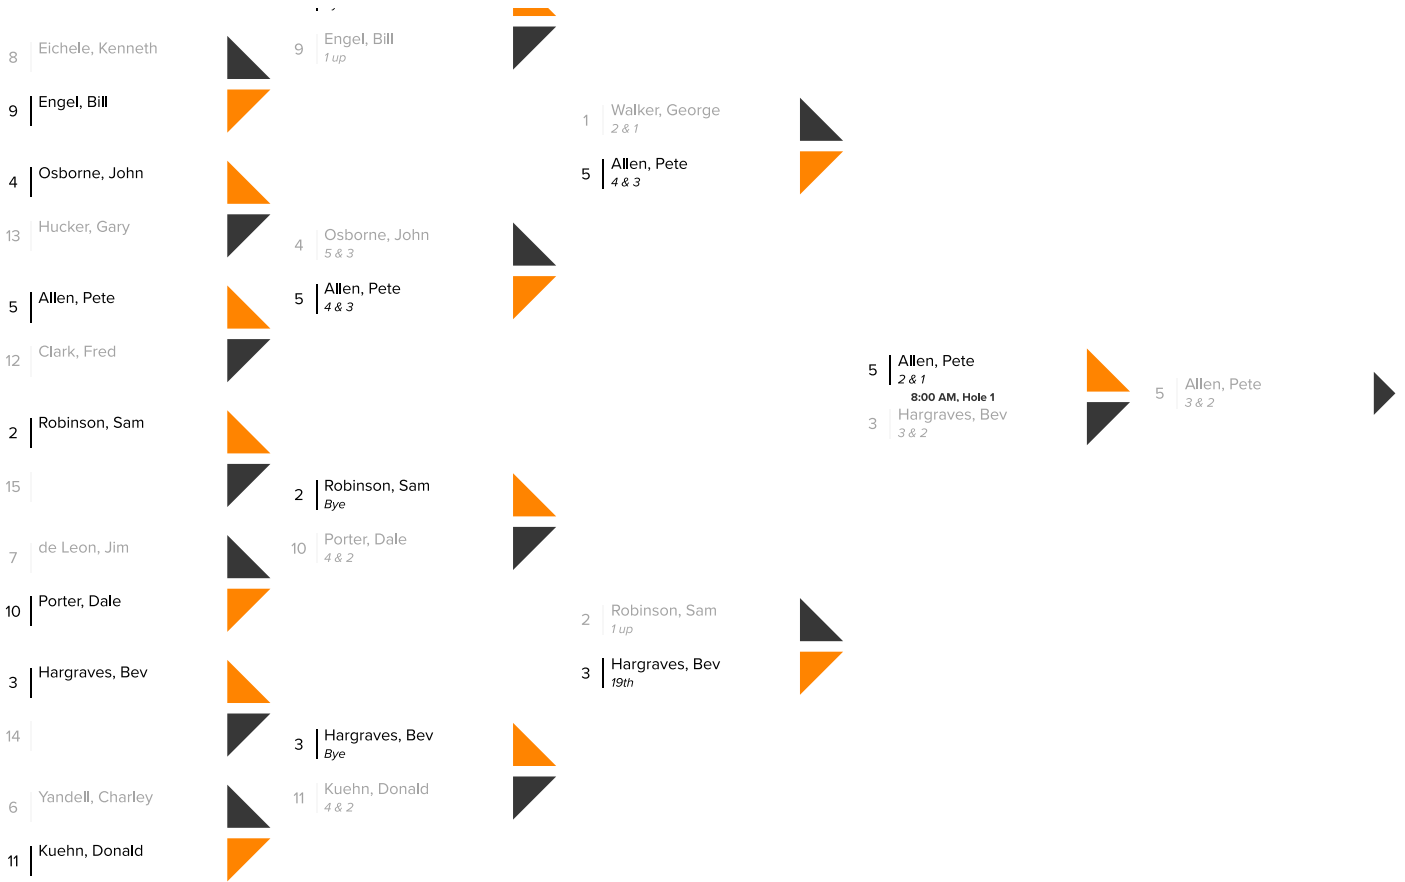 8 Eichele, Kenneth
9 Engel, Bill
4 Osborne, John
13 Hucker, Gary
5 Allen, Pete
12 Clark, Fred
2 Robinson, Sam
15
7 de Leon, Jim
10 Porter, Dale
3 Hargraves, Bev
14
6 Yandell, Charley
11 Kuehn, Donald
9 Engel, Bill
1 up
4 Osborne, John
5 & 3
5 Allen, Pete
4 & 3
2 Robinson, Sam
Bye
10 Porter, Dale
4 & 2
3 Hargraves, Bev
Bye
11 Kuehn, Donald
4 & 2
1 Walker, George
2 & 1
5 Allen, Pete
4 & 3
2 Robinson, Sam
1 up
3 Hargraves, Bev
19th
5 Allen, Pete
2 & 1
8:00 AM, Hole 1
3 Hargraves, Bev
3 & 2
5 Allen, Pete
3 & 2